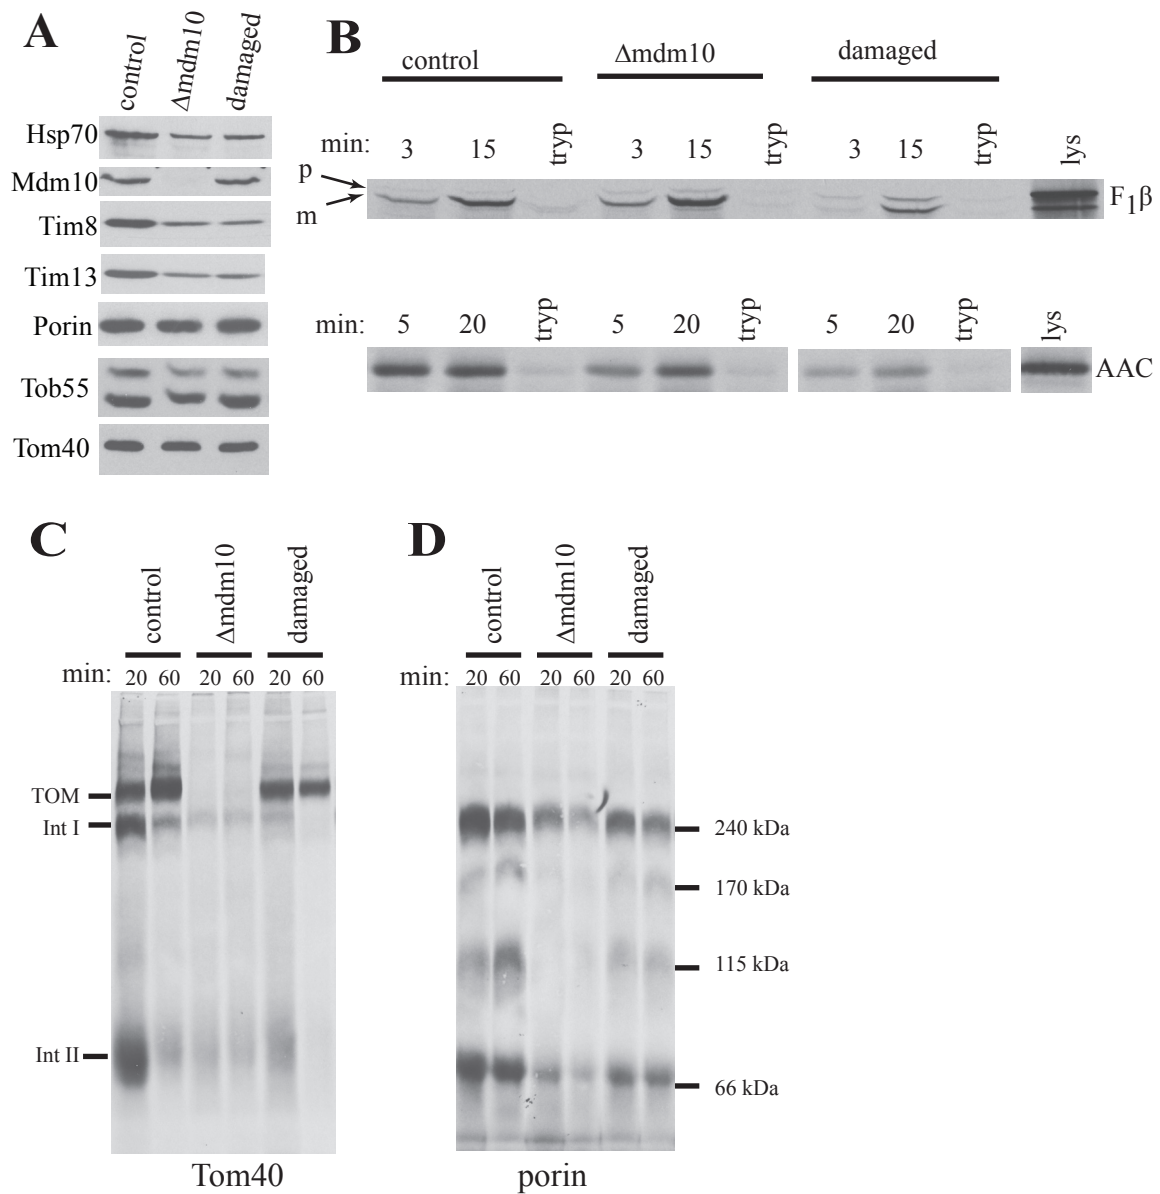 A
control Δmdm10 damaged
Hsp70
Mdm10
Tim8
Tim13
Porin
Tob55
Tom40
B
control Δmdm10 damaged
min: 3 15 tryp 3 15 tryp 3 15 tryp lys
p
m
F1β
min: 5 20 tryp 5 20 tryp 5 20 tryp lys
AAC
C
control Δmdm10 damaged
min: 20 60 20 60 20 60
TOM
Int I
Int II
Tom40
D
control Δmdm10 damaged
min: 20 60 20 60 20 60
240 kDa
170 kDa
115 kDa
66 kDa
porin